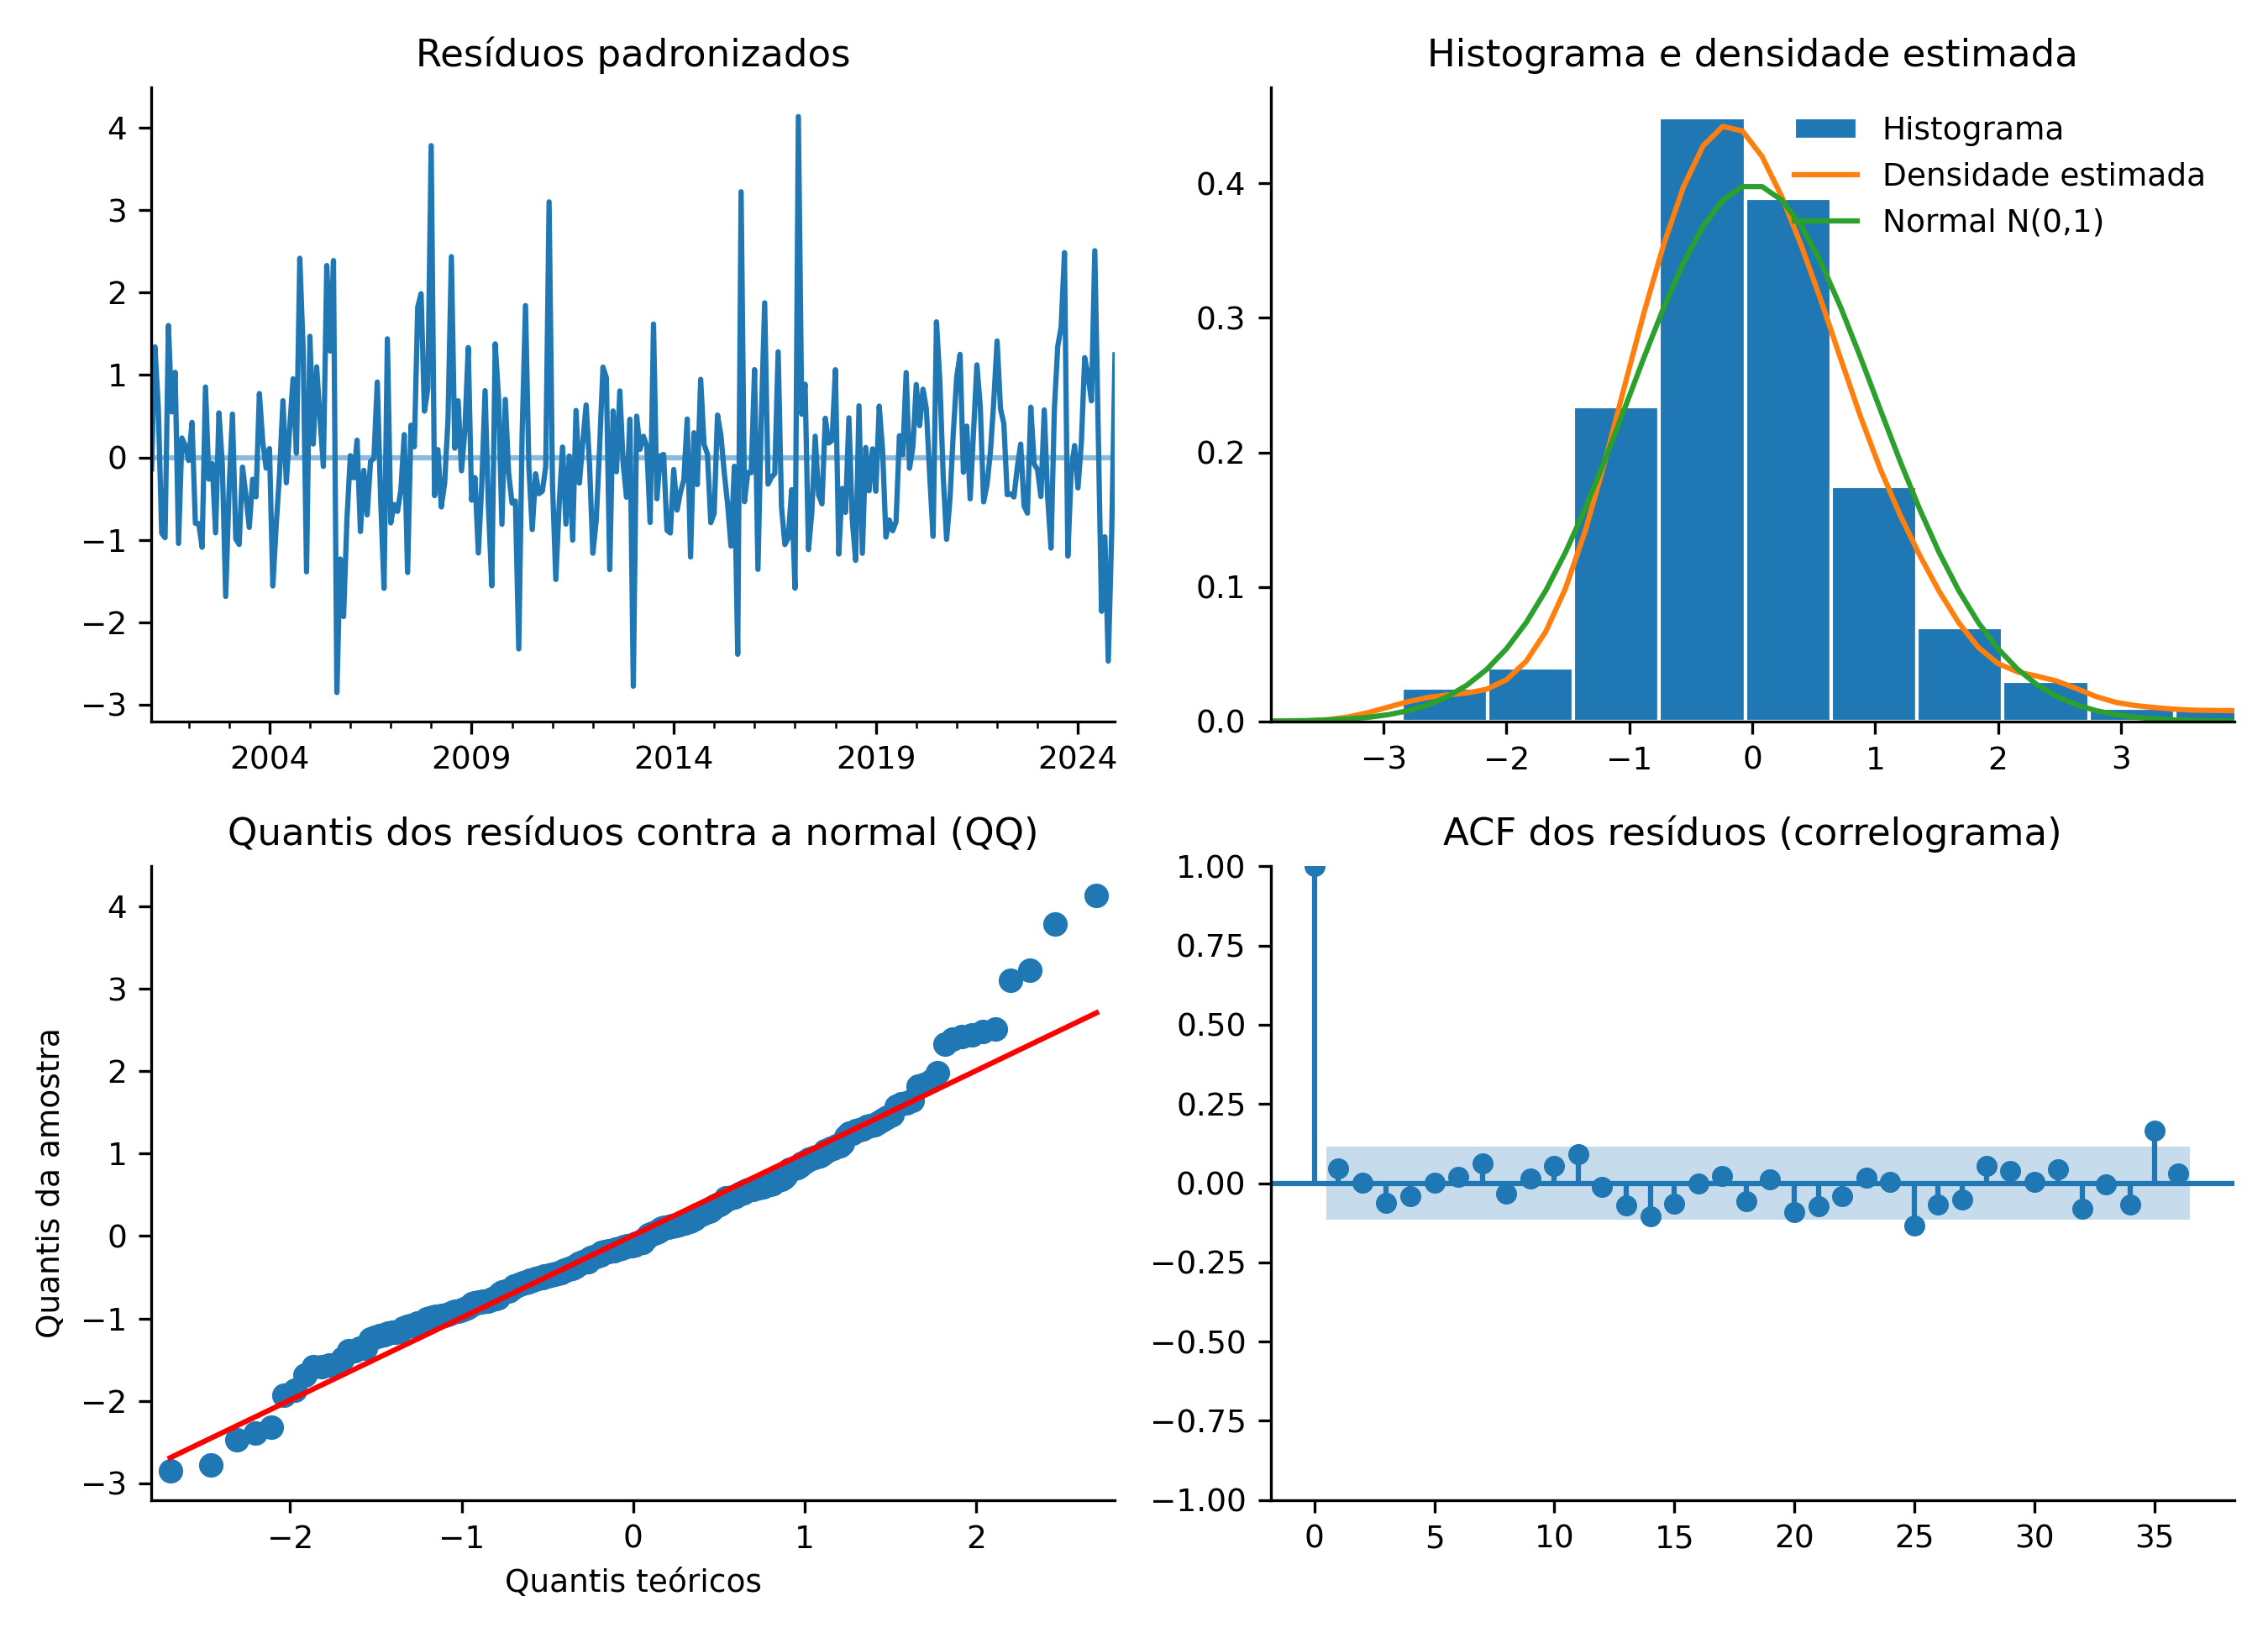 Resíduos padronizados
4
3
2
1
0
−1
−2
−3
2004 2009 2014 2019 2024
Histograma e densidade estimada
Histograma
Densidade estimada
Normal N(0,1)
0.4
0.3
0.2
0.1
0.0
−3 −2 −1 0 1 2 3
Quantis dos resíduos contra a normal (QQ)
Quantis da amostra
4
3
2
1
0
−1
−2
−3
−2 −1 0 1 2
Quantis teóricos
ACF dos resíduos (correlograma)
1.00
0.75
0.50
0.25
0.00
−0.25
−0.50
−0.75
−1.00
0 5 10 15 20 25 30 35